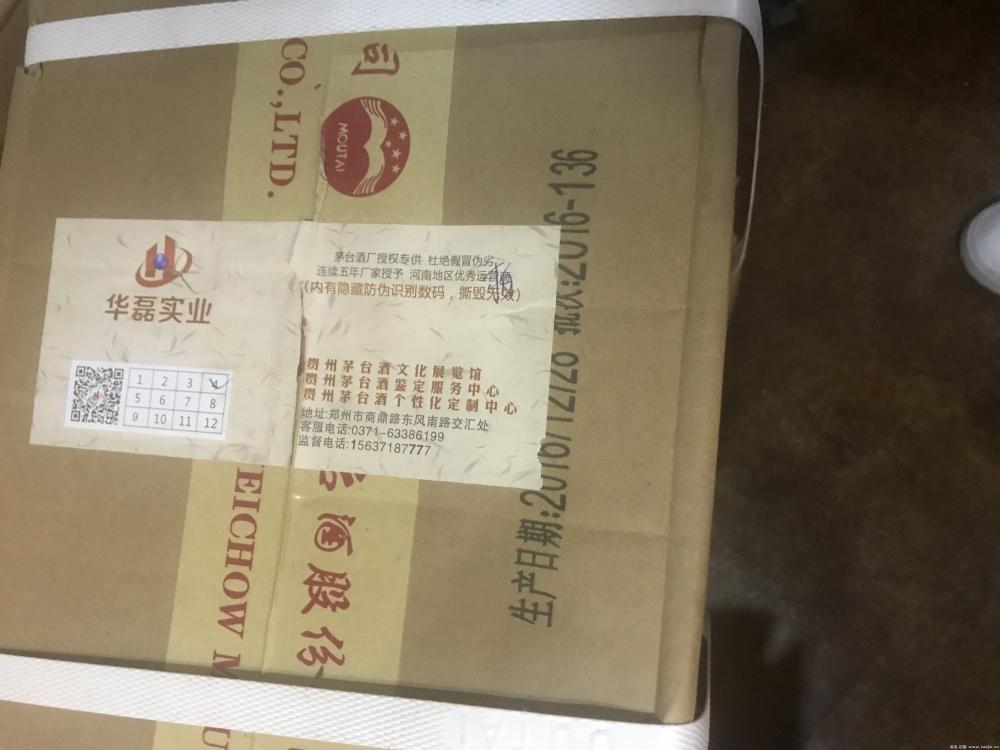 司
CO.,LTD.
MOUTAI
华磊实业
1 2 3 4
5 6 7 8
9 10 11 12
茅台酒厂授权专供 杜绝假冒伪劣
连续五年厂家授予 河南地区优秀运营商
(内有隐藏防伪识别数码，撕毁无效)
贵州茅台酒文化展览馆
贵州茅台酒鉴定服务中心
贵州茅台酒个性化定制中心
地址:郑州市商鼎路东风南路交汇处
客服电话:0371-63386199
监督电话:15637187777
生产日期:2016/12/28 批次:2016-136
EICHOW M
酒股份